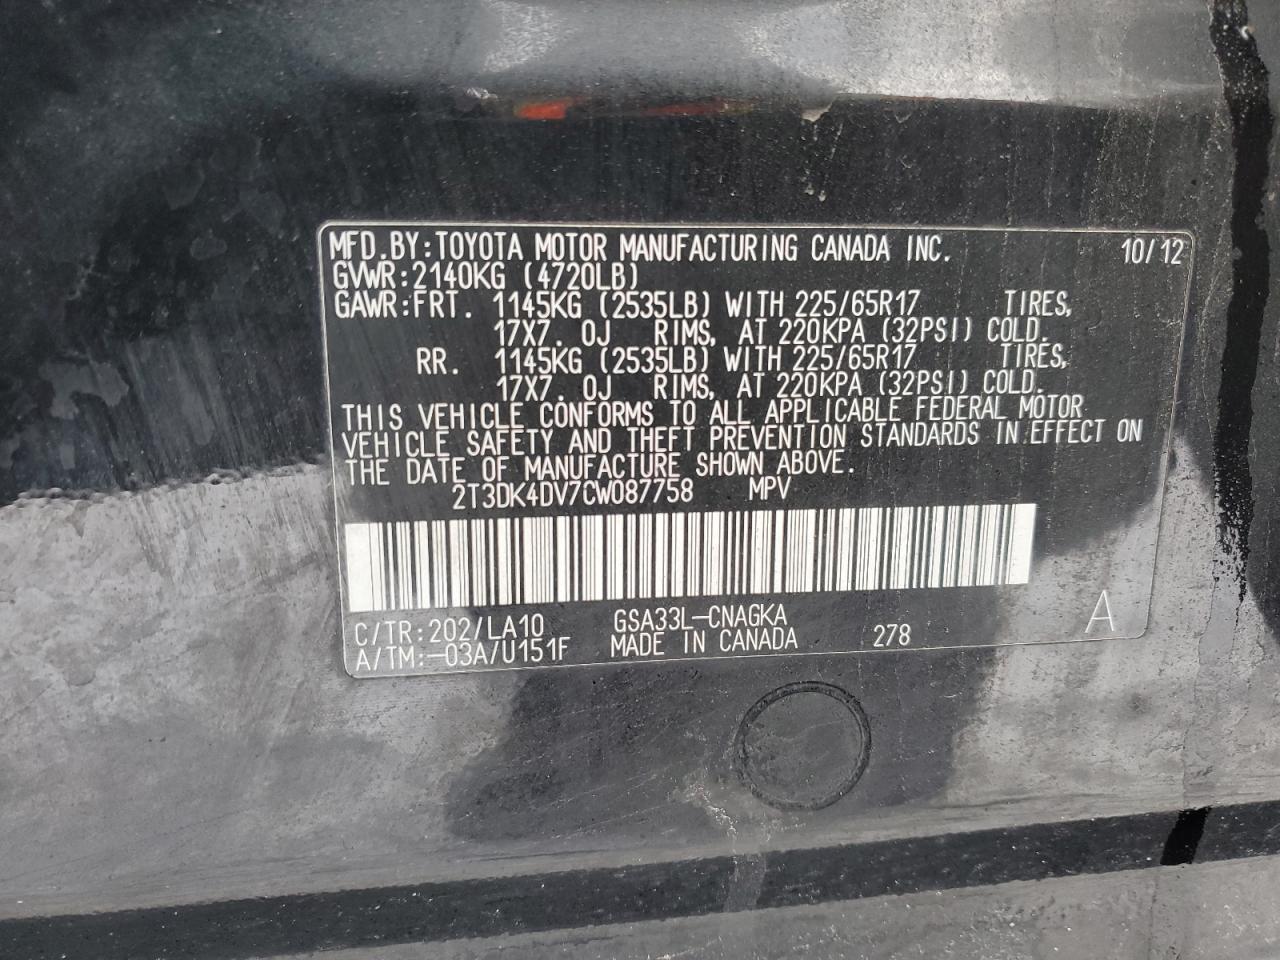 MFD.BY:TOYOTA MOTOR MANUFACTURING CANADA INC. 10/12
GVWR:2140KG (4720LB)
GAWR:FRT. 1145KG (2535LB) WITH 225/65R17 TIRES,
17X7.0J RIMS, AT 220KPA (32PSI) COLD.
RR. 1145KG (2535LB) WITH 225/65R17 TIRES,
17X7.0J RIMS, AT 220KPA (32PSI) COLD.
THIS VEHICLE CONFORMS TO ALL APPLICABLE FEDERAL MOTOR
VEHICLE SAFETY AND THEFT PREVENTION STANDARDS IN EFFECT ON
THE DATE OF MANUFACTURE SHOWN ABOVE.
2T3DK4DV7CW087758 MPV
C/TR:202/LA10 GSA33L-CNAGKA A
A/TM:-03A/U151F MADE IN CANADA 278